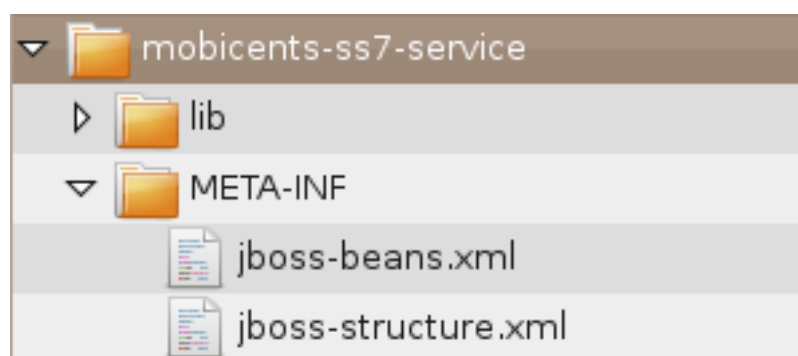 mobicents-ss7-service
lib
META-INF
jboss-beans.xml
jboss-structure.xml